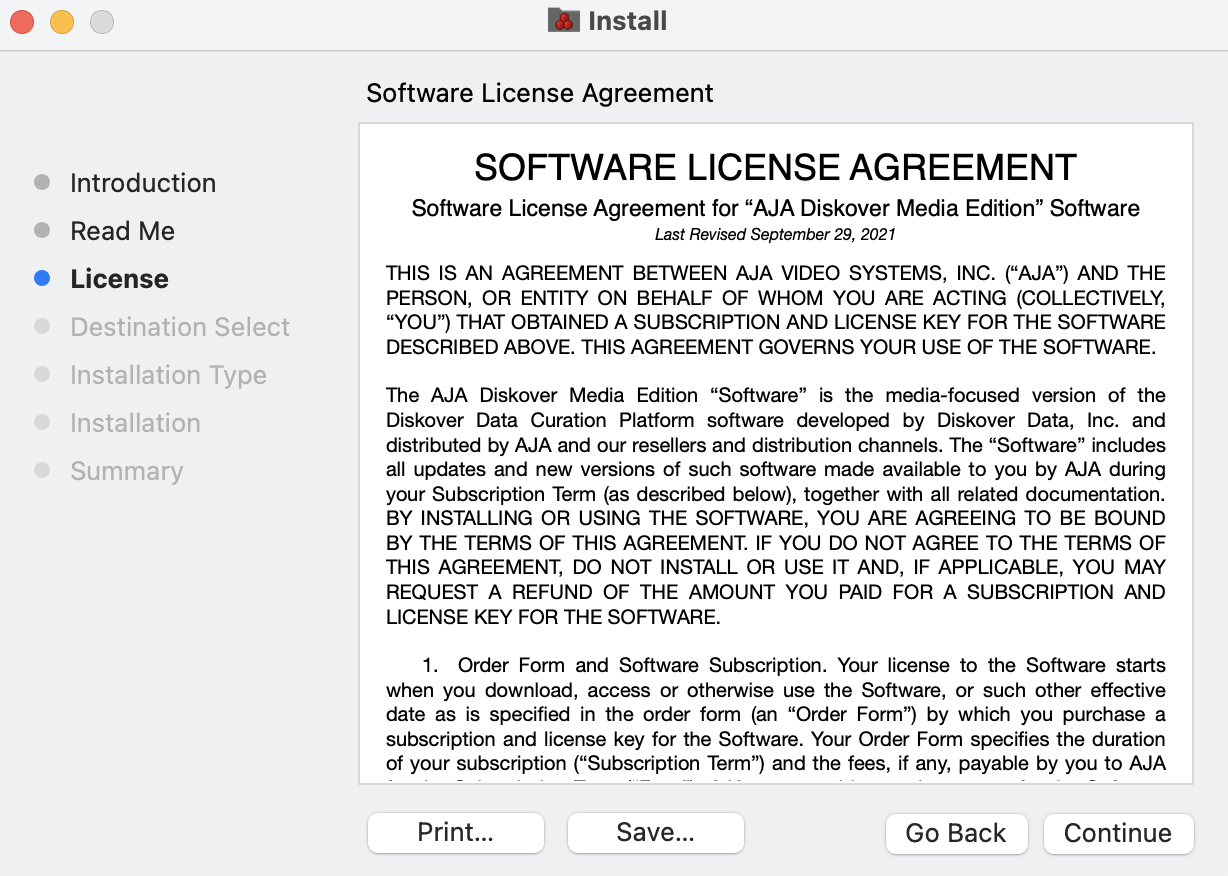 Install
Software License Agreement
Introduction
Read Me
License
Destination Select
Installation Type
Installation
Summary
SOFTWARE LICENSE AGREEMENT
Software License Agreement for “AJA Diskover Media Edition” Software
Last Revised September 29, 2021
THIS IS AN AGREEMENT BETWEEN AJA VIDEO SYSTEMS, INC. (“AJA”) AND THE
PERSON, OR ENTITY ON BEHALF OF WHOM YOU ARE ACTING (COLLECTIVELY,
“YOU”) THAT OBTAINED A SUBSCRIPTION AND LICENSE KEY FOR THE SOFTWARE
DESCRIBED ABOVE. THIS AGREEMENT GOVERNS YOUR USE OF THE SOFTWARE.
The AJA Diskover Media Edition “Software” is the media-focused version of the
Diskover Data Curation Platform software developed by Diskover Data, Inc. and
distributed by AJA and our resellers and distribution channels. The “Software” includes
all updates and new versions of such software made available to you by AJA during
your Subscription Term (as described below), together with all related documentation.
BY INSTALLING OR USING THE SOFTWARE, YOU ARE AGREEING TO BE BOUND
BY THE TERMS OF THIS AGREEMENT. IF YOU DO NOT AGREE TO THE TERMS OF
THIS AGREEMENT, DO NOT INSTALL OR USE IT AND, IF APPLICABLE, YOU MAY
REQUEST A REFUND OF THE AMOUNT YOU PAID FOR A SUBSCRIPTION AND
LICENSE KEY FOR THE SOFTWARE.
1. Order Form and Software Subscription. Your license to the Software starts
when you download, access or otherwise use the Software, or such other effective
date as is specified in the order form (an “Order Form”) by which you purchase a
subscription and license key for the Software. Your Order Form specifies the duration
of your subscription (“Subscription Term”) and the fees, if any, payable by you to AJA
Print...
Save...
Go Back
Continue